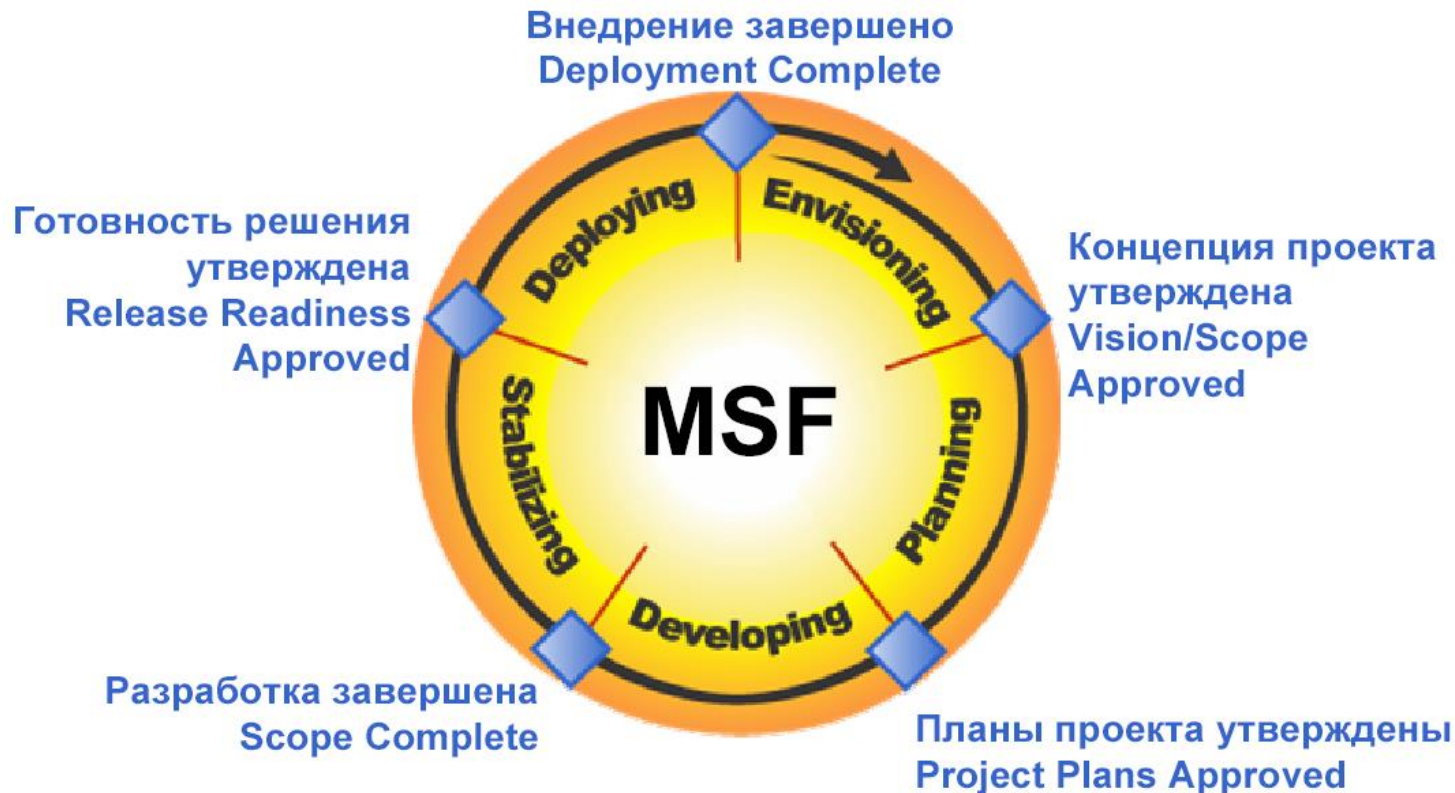 Внедрение завершено
Deployment Complete
Готовность решения
утверждена
Release Readiness
Approved
Deploying
Envisioning
Концепция проекта
утверждена
Vision/Scope
Approved
MSF
Stabilizing
Planning
Developing
Разработка завершена
Scope Complete
Планы проекта утверждены
Project Plans Approved